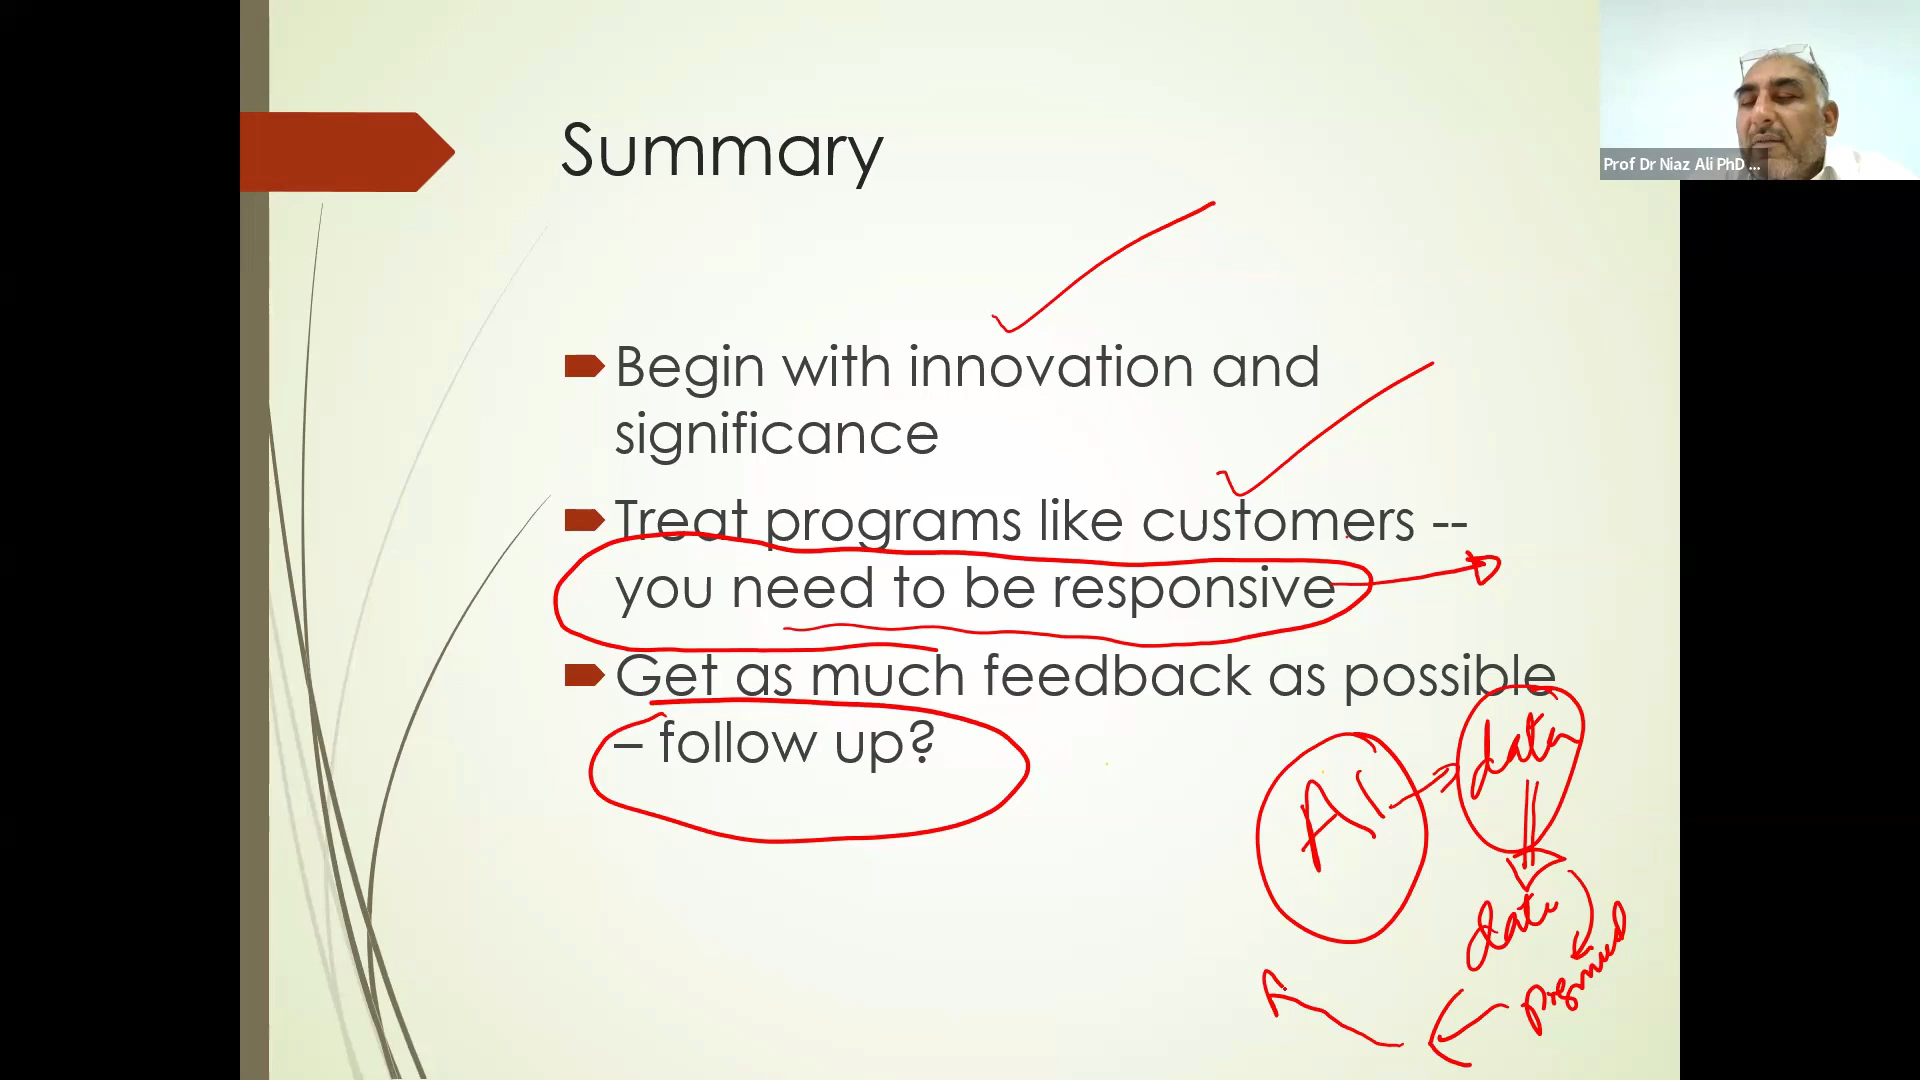 Prof Dr Niaz Ali PhD ...
Summary
Begin with innovation and
significance
Treat programs like customers --
you need to be responsive
Get as much feedback as possible
– follow up?
AI
data
data